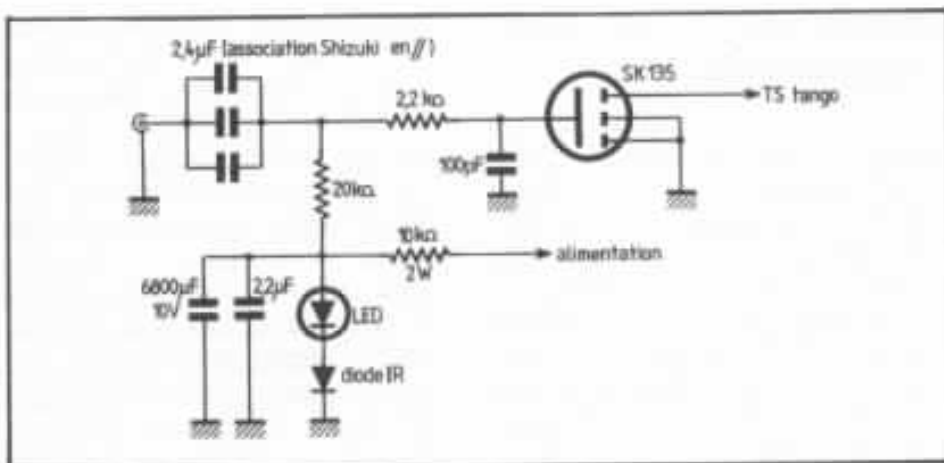 2,4µF (association Shizuki en //)
SK 135
2,2 kΩ
TS tango
100pF
20kΩ
10kΩ
2W
alimentation
6800µF
10V
2,2µF
LED
diode IR